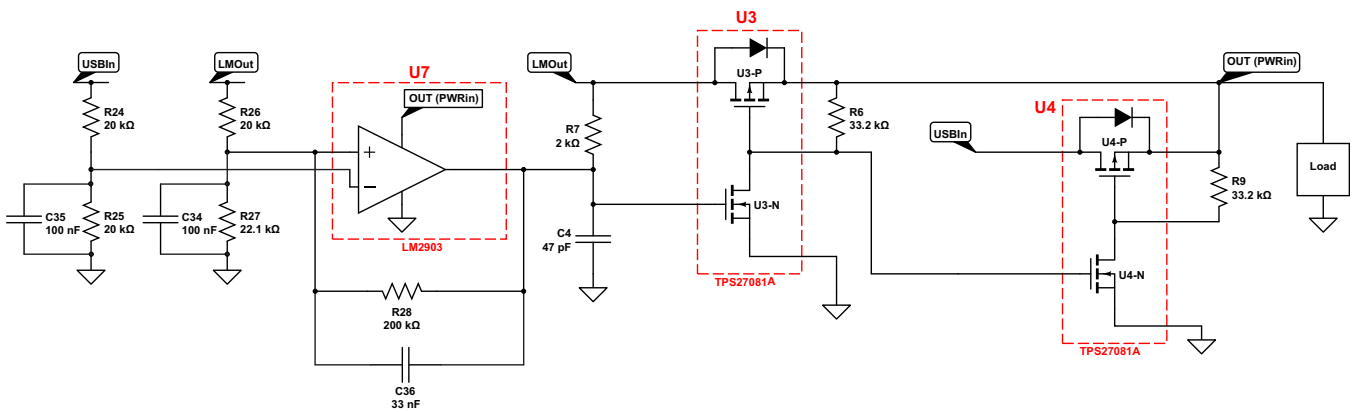 USBIn
R24
20 kΩ
C35
100 nF
R25
20 kΩ
LMOut
R26
20 kΩ
C34
100 nF
R27
22.1 kΩ
U7
OUT (PWRin)
+
−
LM2903
R28
200 kΩ
C36
33 nF
LMOut
R7
2 kΩ
C4
47 pF
U3
U3-P
U3-N
TPS27081A
R6
33.2 kΩ
USBIn
U4
U4-P
U4-N
TPS27081A
OUT (PWRin)
R9
33.2 kΩ
Load